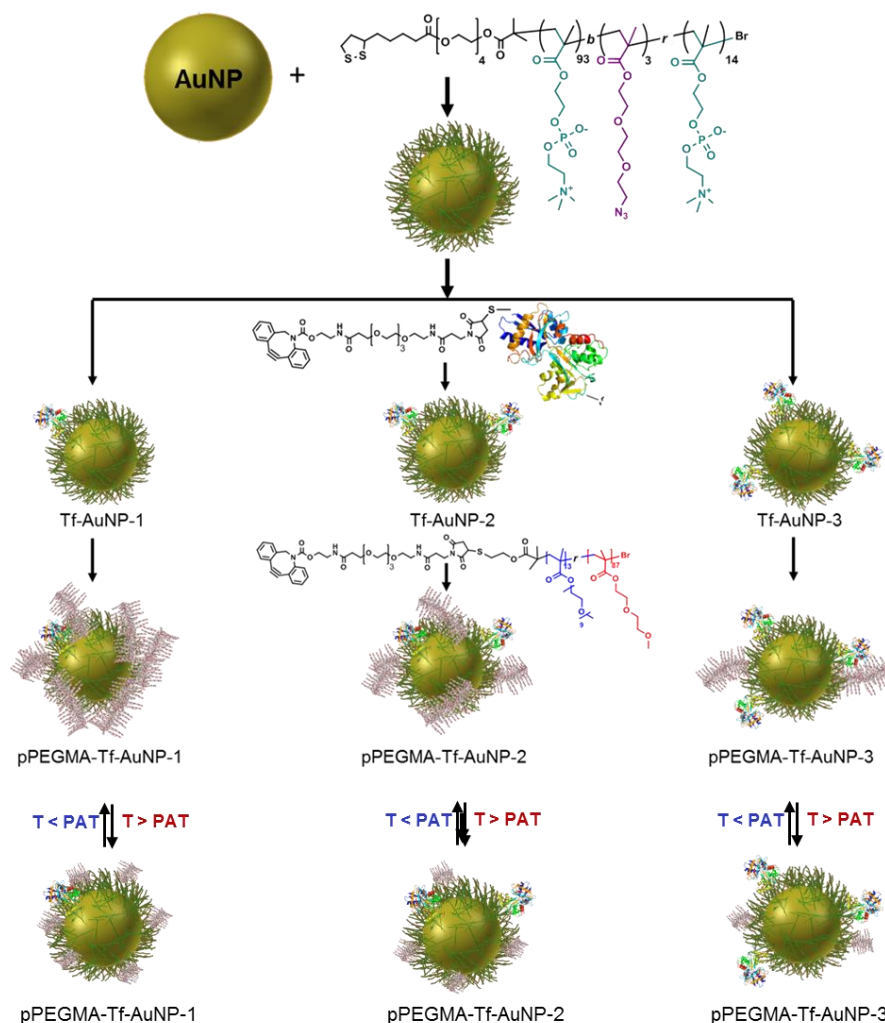 AuNP
+
S-S
O
O
4
O
O
93
b
3
r
14
Br
O
O
O
O
O
O
O
O
P
O-
O
O
O
O
O
P
O-
O
O
O
N+
N3
N+
S
O
N
O
O
H
N
O
O
3
O
N
H
O
N
O
O
Tf-AuNP-1
Tf-AuNP-2
Tf-AuNP-3
O
N
O
O
H
N
O
O
3
O
N
H
O
N
O
O
S
O
O
13
r
87
Br
O
O
O
9
O
O
O
O
pPEGMA-Tf-AuNP-1
pPEGMA-Tf-AuNP-2
pPEGMA-Tf-AuNP-3
T < PAT T > PAT
T < PAT T > PAT
T < PAT T > PAT
pPEGMA-Tf-AuNP-1
pPEGMA-Tf-AuNP-2
pPEGMA-Tf-AuNP-3